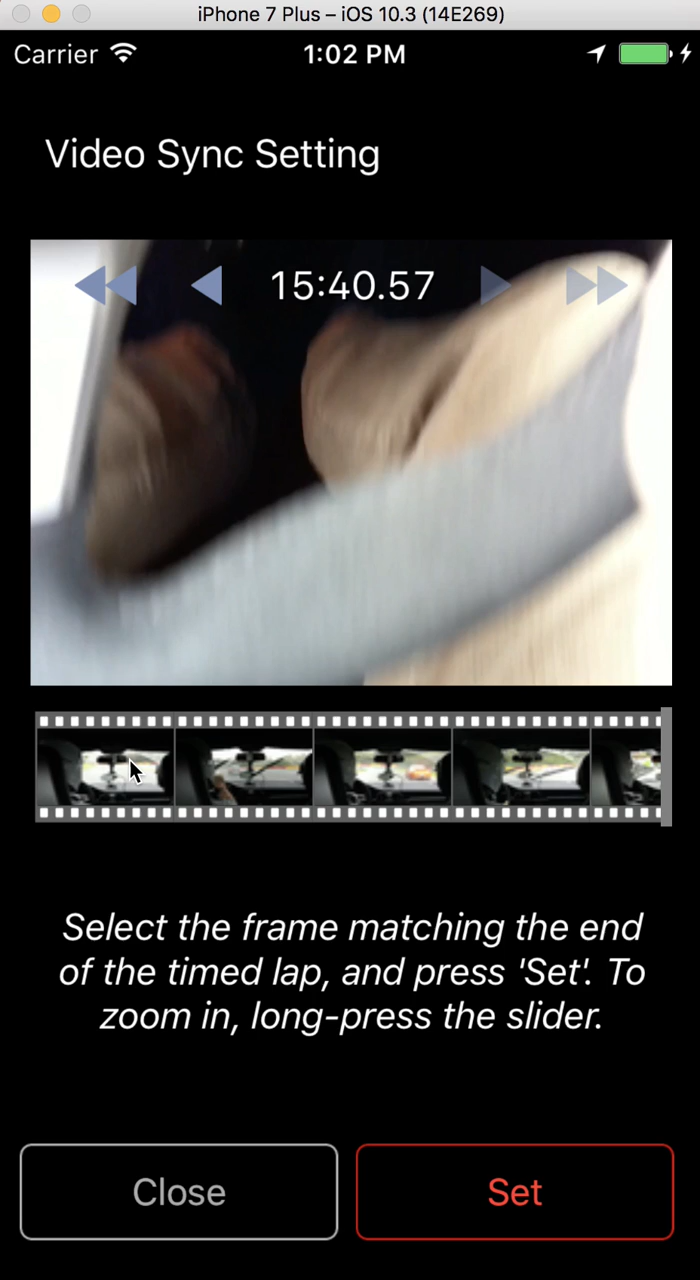 iPhone 7 Plus – iOS 10.3 (14E269)
Carrier 1:02 PM
Video Sync Setting
15:40.57
Select the frame matching the end
of the timed lap, and press 'Set'. To
zoom in, long-press the slider.
Close Set